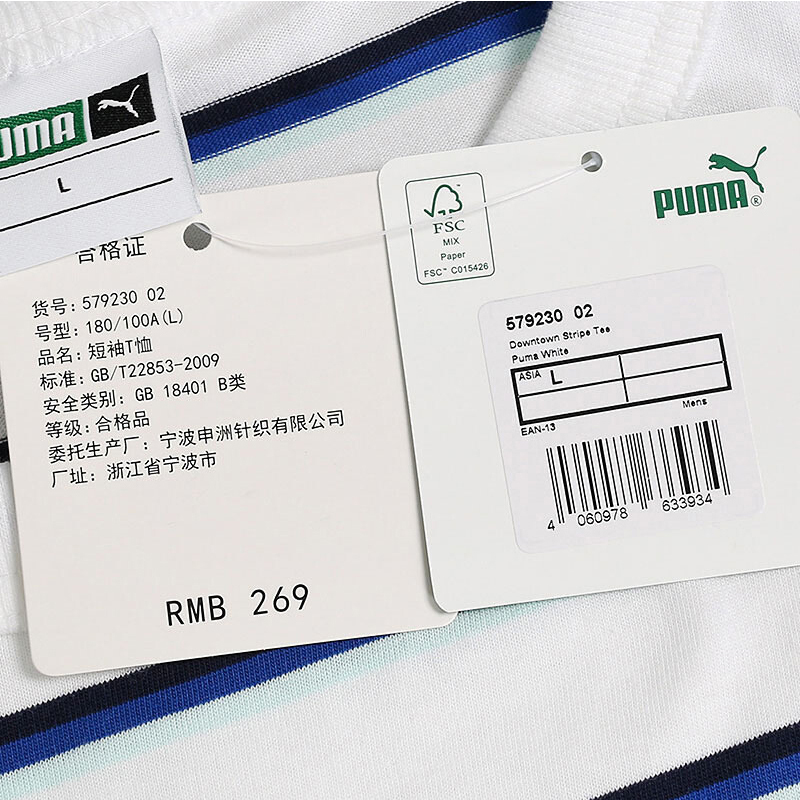 PUMA
L
合格证
货号: 579230 02
号型: 180/100A(L)
品名: 短袖T恤
标准: GB/T22853-2009
安全类别: GB 18401 B类
等级: 合格品
委托生产厂: 宁波申洲针织有限公司
厂址: 浙江省宁波市
RMB 269
FSC
MIX
Paper
FSC™ C015426
PUMA®
579230 02
Downtown Stripe Tee
Puma White
ASIA L
Mens
EAN-13
4 060978 633934